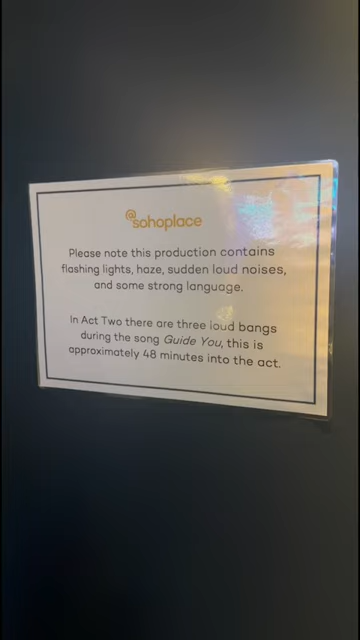 @sohoplace
Please note this production contains
flashing lights, haze, sudden loud noises,
and some strong language.
In Act Two there are three loud bangs
during the song Guide You, this is
approximately 48 minutes into the act.